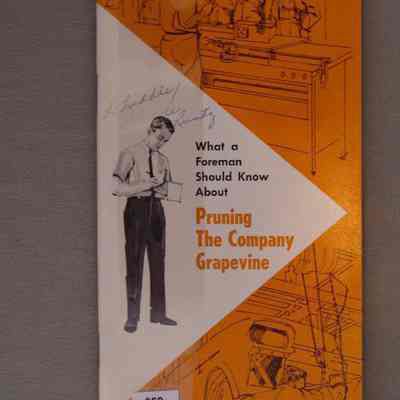 What a
Foreman
Should Know
About
Pruning
The Company
Grapevine